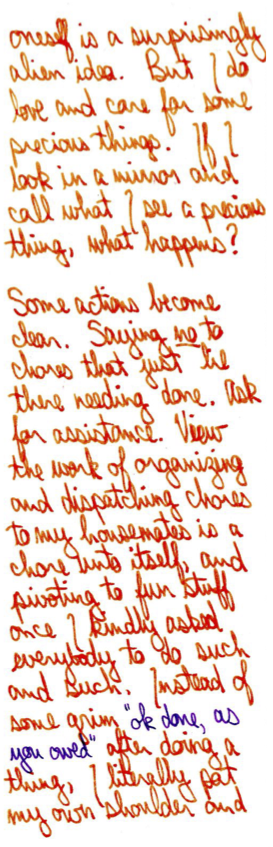 oneself is a surprisingly
alien idea. But I do
love and care for some
precious things. If I
look in a mirror and
call what I see a precious
thing, what happens?
Some actions become
clear. Saying no to
chores that just lie
there needing done. Ask
for assistance. View
the work of organizing
and dispatching chores
to my housemates is a
chore unto itself, and
pivoting to fun stuff
once I kindly asked
everybody to do such
and such. Instead of
some grim "ok done, as
you owed" after doing a
thing, I literally pat
my own shoulder and